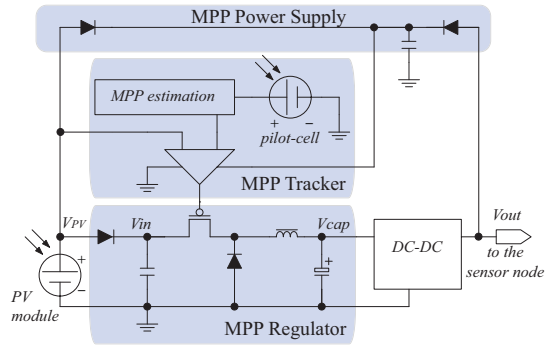 MPP Power Supply
MPP estimation
+ −
pilot-cell
MPP Tracker
VPV
Vin
Vcap
Vout
DC-DC
to the
sensor node
+
−
+
PV
module
MPP Regulator